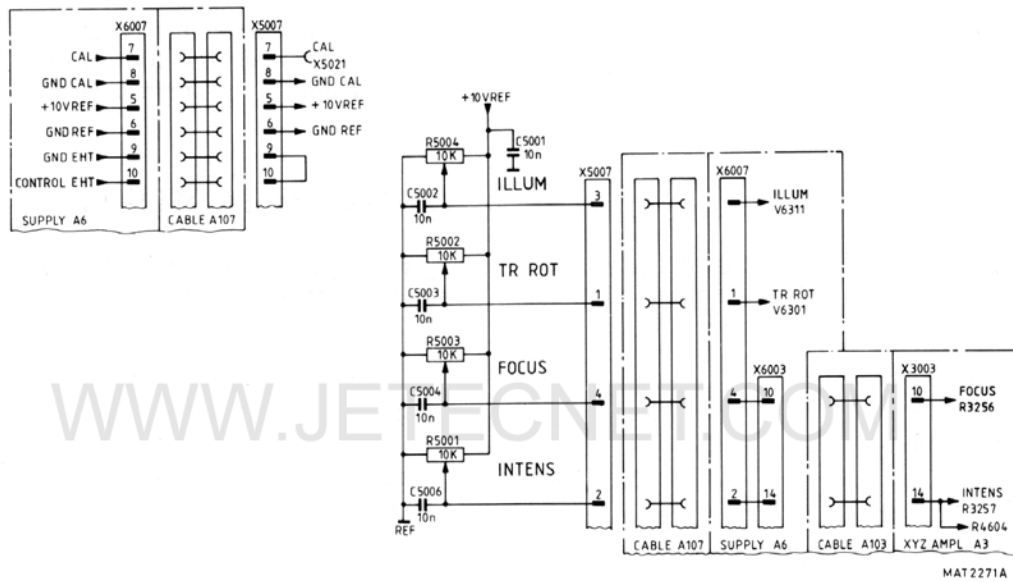 X6007 X5007
CAL 7 7 CAL
X5021
GND CAL 8 8 GND CAL
+10VREF 5 5 +10VREF
GND REF 6 6 GND REF
GND EHT 9 9
CONTROL EHT 10 10
SUPPLY A6 CABLE A107
+10VREF
R5004
10K
C5001
10n
ILLUM
C5002
10n
X5007 X6007
3 3 ILLUM
V6311
R5002
10K
TR ROT
C5003
10n
1 1 TR ROT
V6301
R5003
10K
FOCUS
C5004
10n
X6003 X3003
4 4 10 10 FOCUS
R3256
WWW.JETECNET.COM
R5001
10K
INTENS
C5006
10n
REF
2 2 14 14 INTENS
R3257
R4604
CABLE A107 SUPPLY A6 CABLE A103 XYZ AMPL A3
MAT2271A